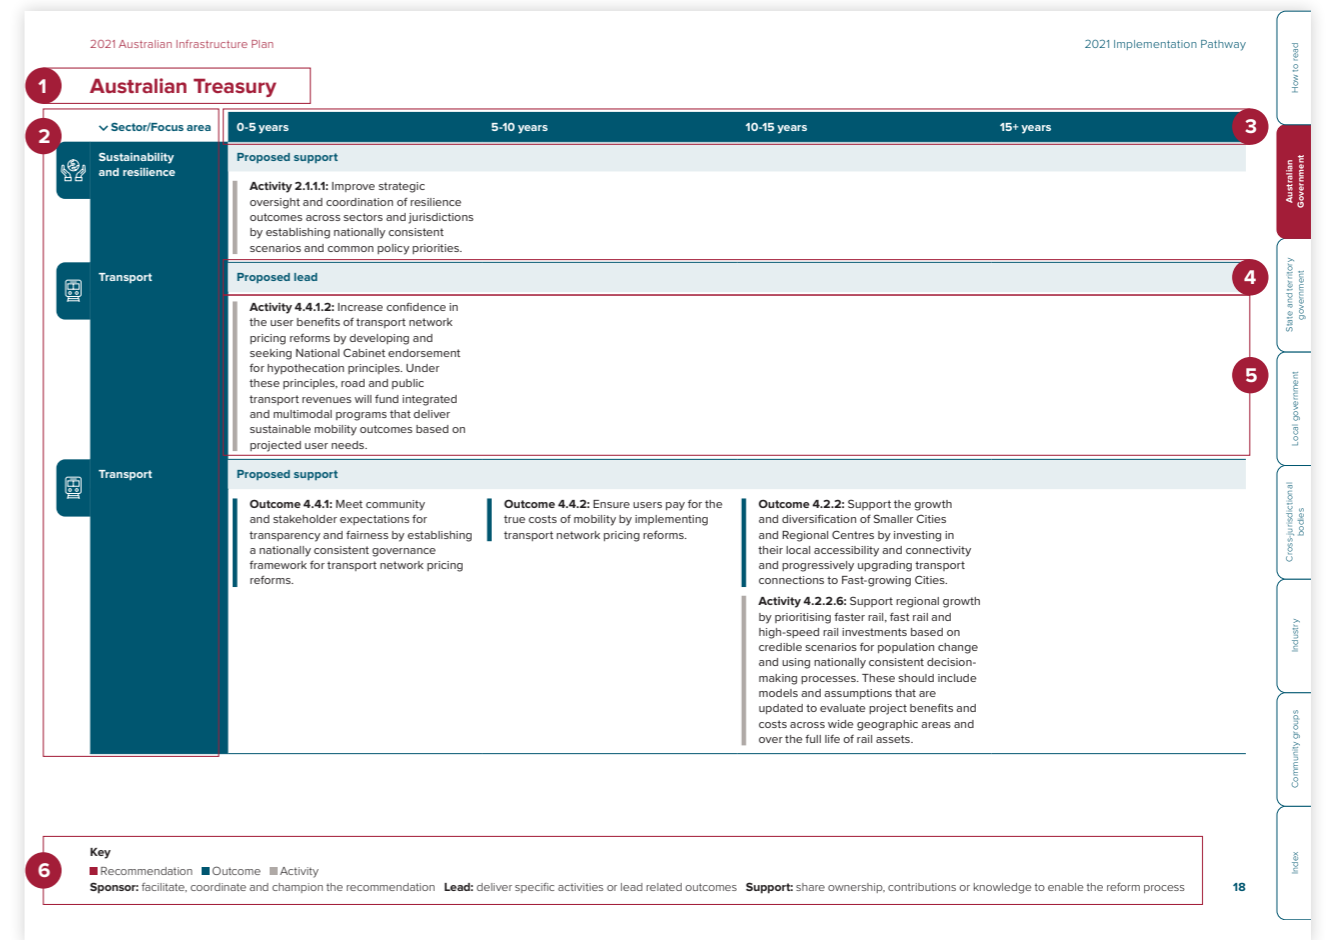 2021 Australian Infrastructure Plan
2021 Implementation Pathway
1
Australian Treasury
2
Sector/Focus area
0-5 years
5-10 years
10-15 years
15+ years
3
Sustainability
and resilience
Proposed support
Activity 2.1.1.1: Improve strategic
oversight and coordination of resilience
outcomes across sectors and jurisdictions
by establishing nationally consistent
scenarios and common policy priorities.
Transport
Proposed lead
4
Activity 4.4.1.2: Increase confidence in
the user benefits of transport network
pricing reforms by developing and
seeking National Cabinet endorsement
for hypothecation principles. Under
these principles, road and public
transport revenues will fund integrated
and multimodal programs that deliver
sustainable mobility outcomes based on
projected user needs.
5
Transport
Proposed support
Outcome 4.4.1: Meet community
and stakeholder expectations for
transparency and fairness by establishing
a nationally consistent governance
framework for transport network pricing
reforms.
Outcome 4.4.2: Ensure users pay for the
true costs of mobility by implementing
transport network pricing reforms.
Outcome 4.2.2: Support the growth
and diversification of Smaller Cities
and Regional Centres by investing in
their local accessibility and connectivity
and progressively upgrading transport
connections to Fast-growing Cities.
Activity 4.2.2.6: Support regional growth
by prioritising faster rail, fast rail and
high-speed rail investments based on
credible scenarios for population change
and using nationally consistent decision-
making processes. These should include
models and assumptions that are
updated to evaluate project benefits and
costs across wide geographic areas and
over the full life of rail assets.
6
Key
Recommendation Outcome Activity
Sponsor: facilitate, coordinate and champion the recommendation Lead: deliver specific activities or lead related outcomes Support: share ownership, contributions or knowledge to enable the reform process
18
How to read
Australian
Government
State and territory
government
Local government
Cross-jurisdictional
bodies
Industry
Community groups
Index